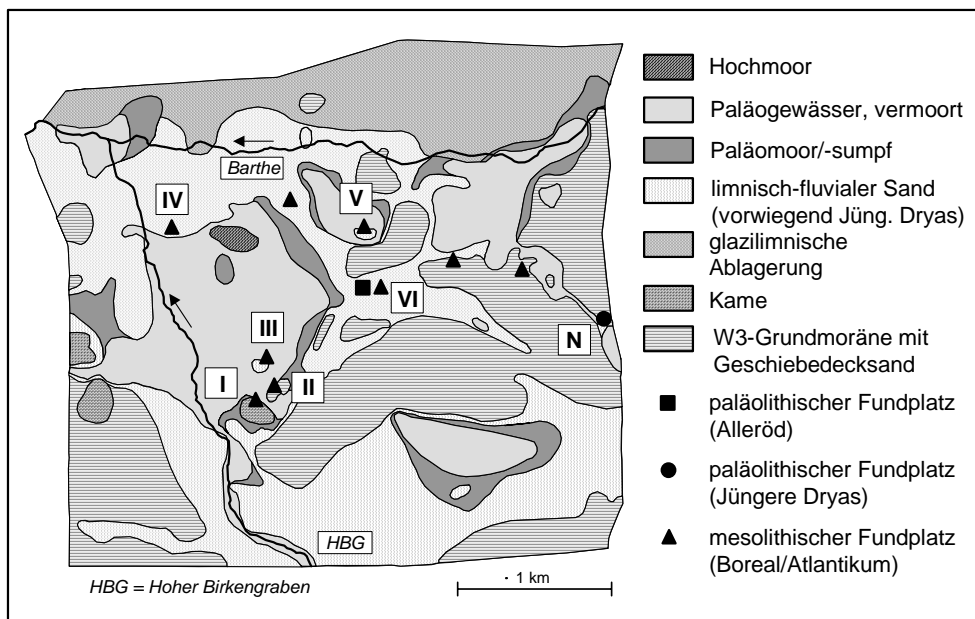 Barthe
IV
V
VI
N
III
I
II
HBG
HBG = Hoher Birkengraben
· 1 km
Hochmoor
Paläogewässer, vermoort
Paläomoor/-sumpf
limnisch-fluvialer Sand
(vorwiegend Jüng. Dryas)
glazilimnische
Ablagerung
Kame
W3-Grundmoräne mit
Geschiebedecksand
paläolithischer Fundplatz
(Alleröd)
paläolithischer Fundplatz
(Jüngere Dryas)
mesolithischer Fundplatz
(Boreal/Atlantikum)